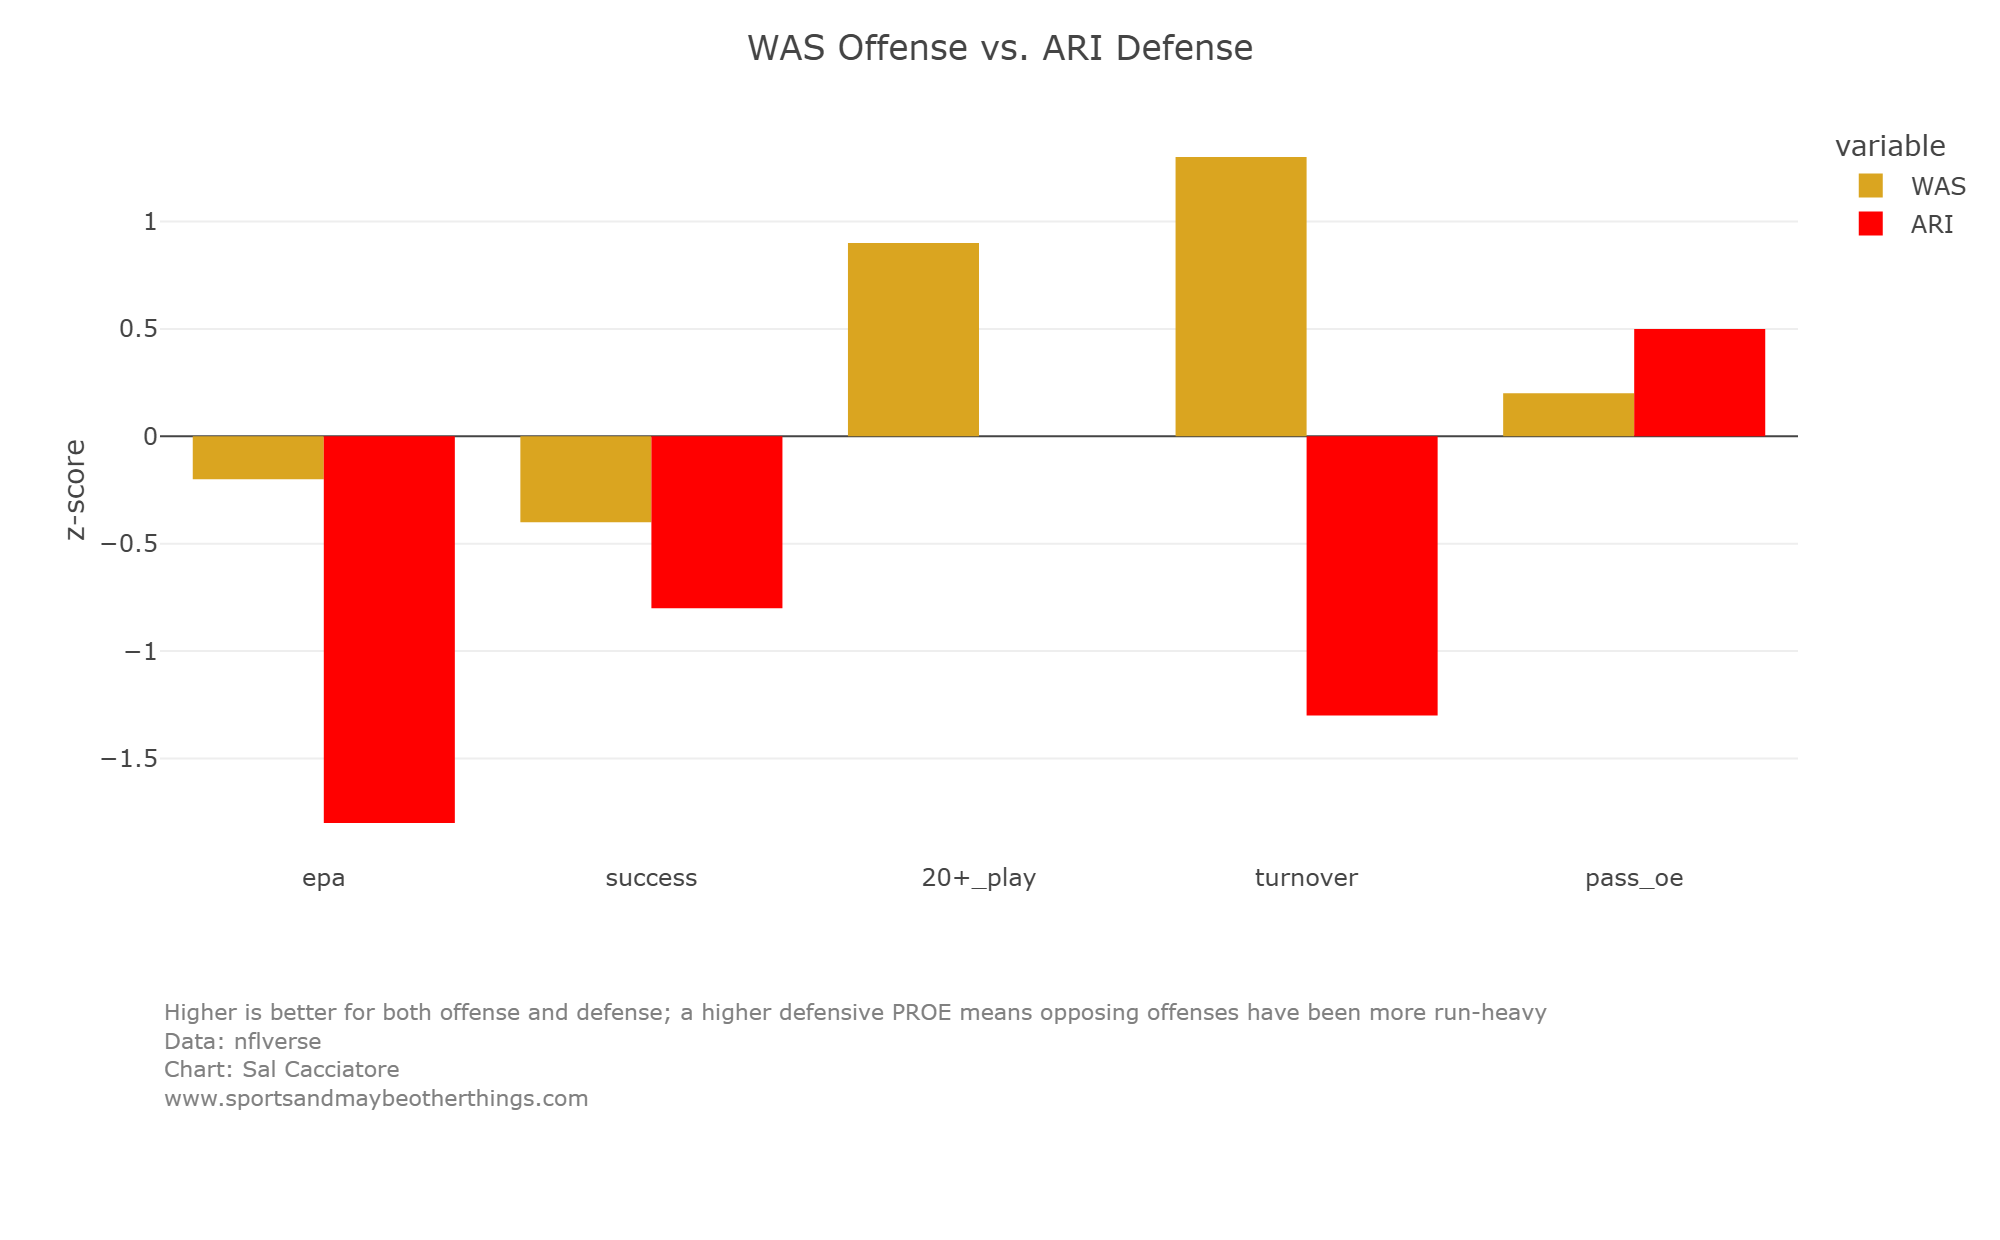 WAS Offense vs. ARI Defense
variable
WAS
ARI
z-score
1
0.5
0
−0.5
−1
−1.5
epa success 20+_play turnover pass_oe
Higher is better for both offense and defense; a higher defensive PROE means opposing offenses have been more run-heavy
Data: nflverse
Chart: Sal Cacciatore
www.sportsandmaybeotherthings.com